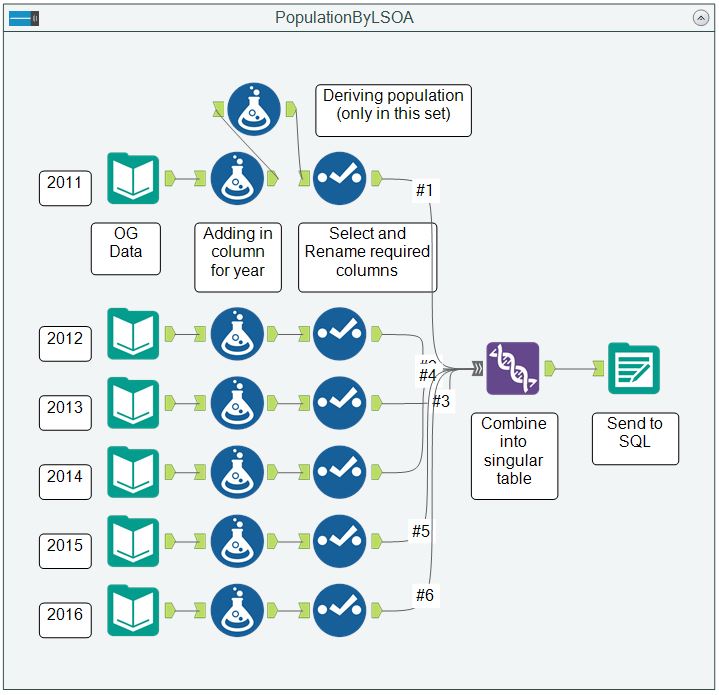 PopulationByLSOA
Deriving population
(only in this set)
2011
#1
OG
Data
Adding in
column
for year
Select and
Rename required
columns
2012
#4
2013
#3
Combine
into
singular
table
Send to
SQL
2014
2015
#5
2016
#6